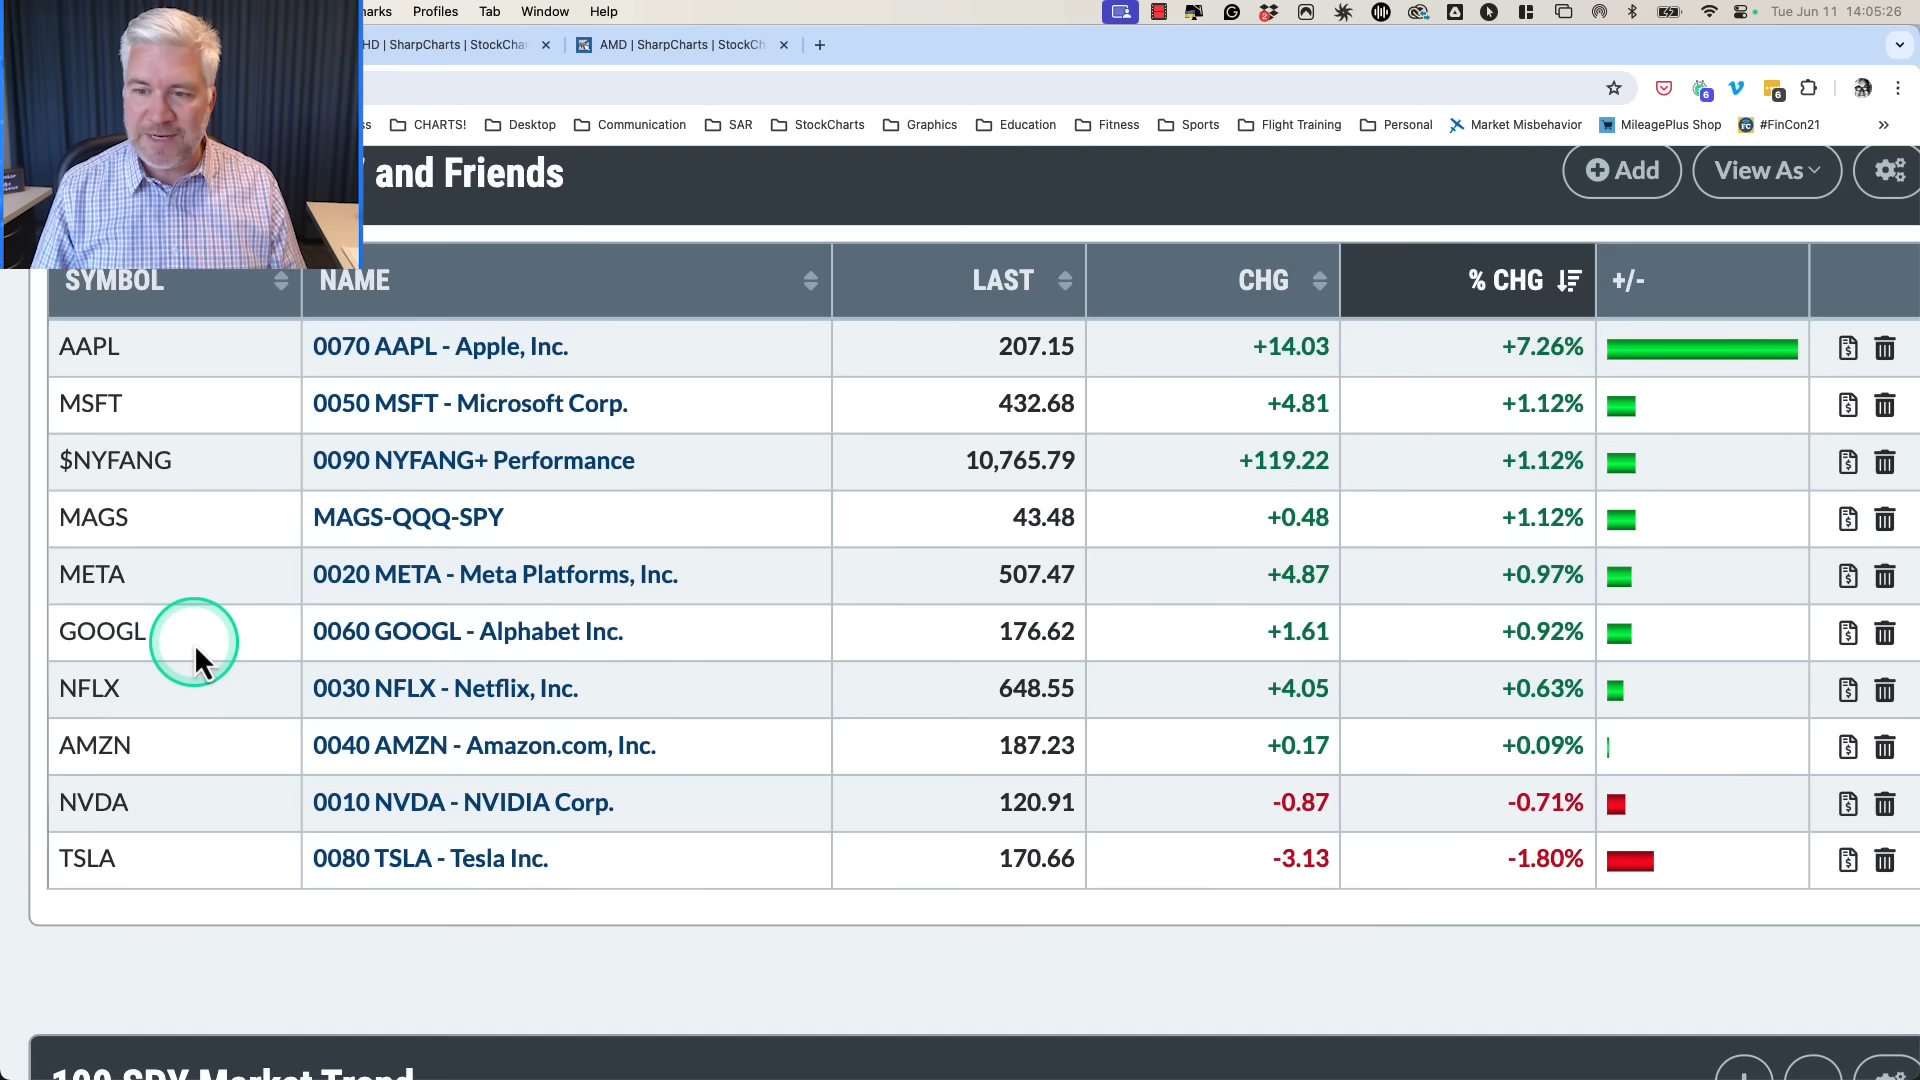 arks Profiles Tab Window Help Tue Jun 11 14:05:26
HD | SharpCharts | StockCha AMD | SharpCharts | StockCh
6 6
ss CHARTS! Desktop Communication SAR StockCharts Graphics Education Fitness Sports Flight Training Personal Market Misbehavior MileagePlus Shop FC #FinCon21 »
and Friends Add View As
SYMBOL NAME LAST CHG % CHG +/-
AAPL 0070 AAPL - Apple, Inc. 207.15 +14.03 +7.26%
MSFT 0050 MSFT - Microsoft Corp. 432.68 +4.81 +1.12%
$NYFANG 0090 NYFANG+ Performance 10,765.79 +119.22 +1.12%
MAGS MAGS-QQQ-SPY 43.48 +0.48 +1.12%
META 0020 META - Meta Platforms, Inc. 507.47 +4.87 +0.97%
GOOGL 0060 GOOGL - Alphabet Inc. 176.62 +1.61 +0.92%
NFLX 0030 NFLX - Netflix, Inc. 648.55 +4.05 +0.63%
AMZN 0040 AMZN - Amazon.com, Inc. 187.23 +0.17 +0.09%
NVDA 0010 NVDA - NVIDIA Corp. 120.91 -0.87 -0.71%
TSLA 0080 TSLA - Tesla Inc. 170.66 -3.13 -1.80%
100 SPY Market Trend